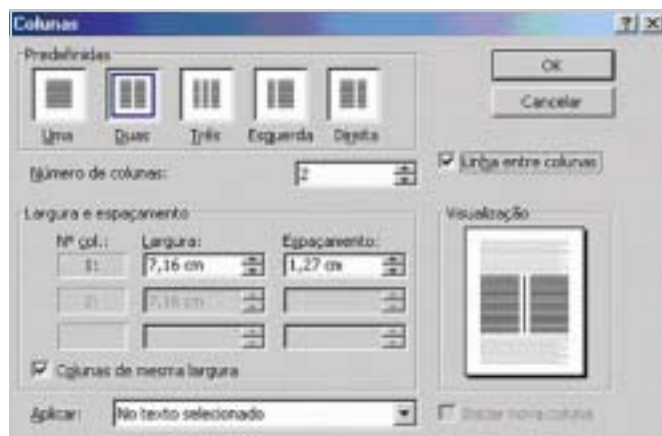 Colunas
Predefinidas
Uma Duas Três Esquerda Direita
OK
Cancelar
Número de colunas: 2
Linha entre colunas
Largura e espaçamento
Nº col.: Largura: Espaçamento:
1: 7,16 cm 1,27 cm
2: 7,16 cm
Colunas de mesma largura
Visualização
Aplicar: No texto selecionado
Iniciar nova coluna